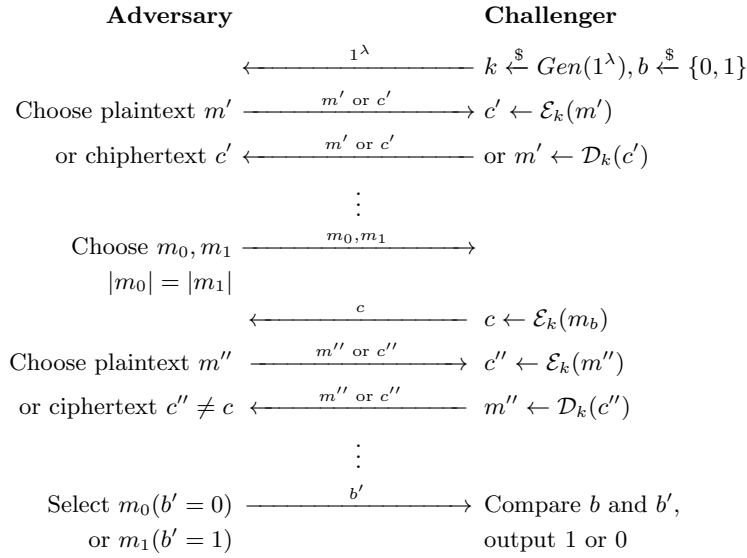 Adversary Challenger
1^λ k ←$ Gen(1^λ), b ←$ {0, 1}
Choose plaintext m′ m′ or c′ c′ ← ℰ_k(m′)
or chiphertext c′ m′ or c′ or m′ ← 𝒟_k(c′)
⋮
Choose m_0, m_1 m_0,m_1
|m_0| = |m_1|
c c ← ℰ_k(m_b)
Choose plaintext m″ m″ or c″ c″ ← ℰ_k(m″)
or ciphertext c″ ≠ c m″ or c″ m″ ← 𝒟_k(c″)
⋮
Select m_0(b′ = 0) b′ Compare b and b′,
or m_1(b′ = 1) output 1 or 0